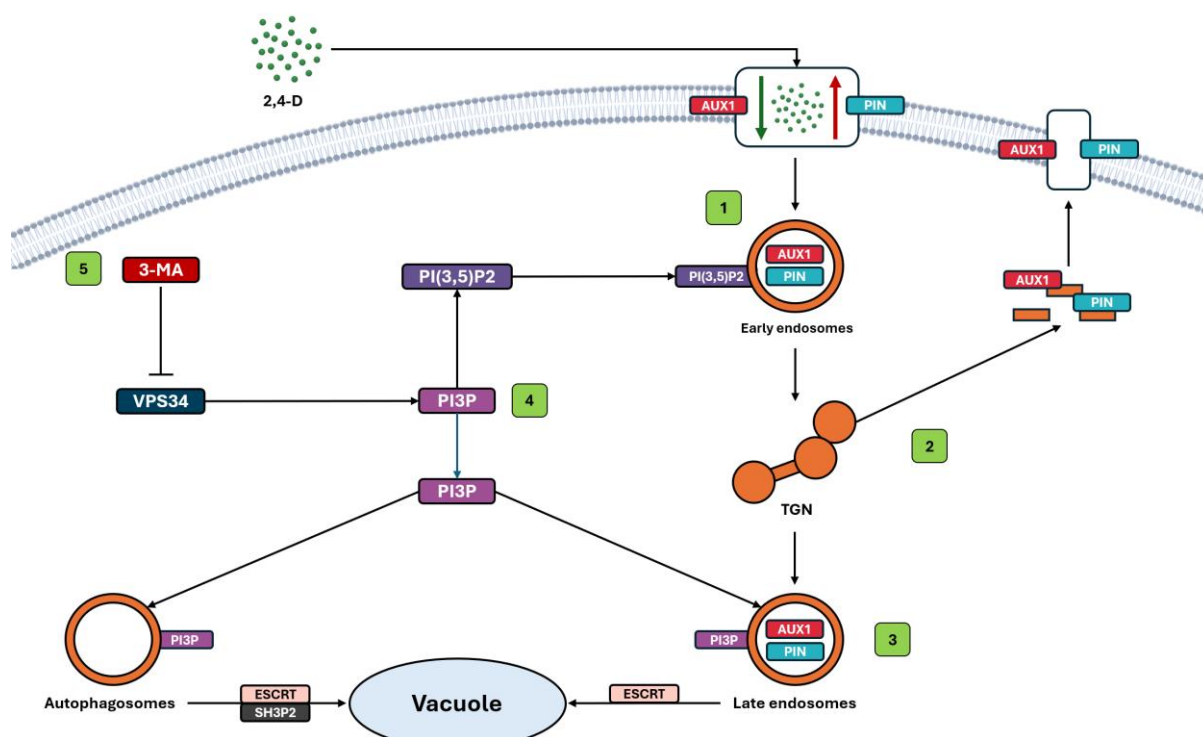 2,4-D
AUX1
PIN
AUX1
PIN
1
5
3-MA
PI(3,5)P2
PI(3,5)P2
AUX1
PIN
Early endosomes
AUX1
PIN
VPS34
PI3P
4
2
PI3P
TGN
PI3P
Autophagosomes
ESCRT
SH3P2
Vacuole
ESCRT
PI3P
AUX1
PIN
3
Late endosomes